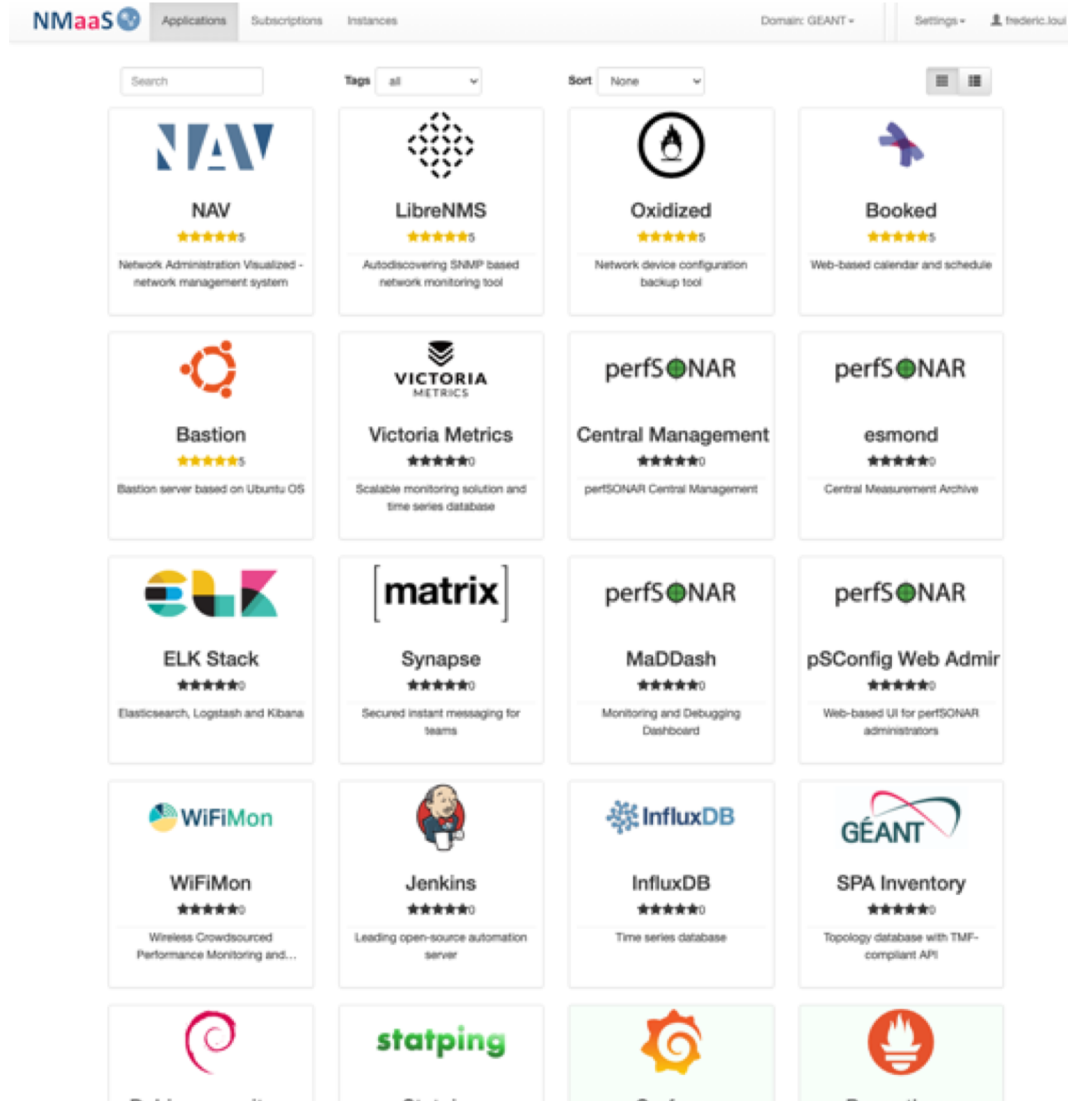 NMaaS Applications Subscriptions Instances Domain: GEANT Settings frederic.loui
Search Tags all Sort None
NAV
NAV
5
Network Administration Visualized -
network management system
LibreNMS
5
Autodiscovering SNMP based
network monitoring tool
Oxidized
5
Network device configuration
backup tool
Booked
5
Web-based calendar and schedule
Bastion
5
Bastion server based on Ubuntu OS
VICTORIA
METRICS
Victoria Metrics
0
Scalable monitoring solution and
time series database
perfSONAR
Central Management
0
perfSONAR Central Management
perfSONAR
esmond
0
Central Measurement Archive
ELK
ELK Stack
0
Elasticsearch, Logstash and Kibana
[matrix]
Synapse
0
Secured instant messaging for
teams
perfSONAR
MaDDash
0
Monitoring and Debugging
Dashboard
perfSONAR
pSConfig Web Admin
0
Web-based UI for perfSONAR
administrators
WiFiMon
WiFiMon
0
Wireless Crowdsourced
Performance Monitoring and...
Jenkins
0
Leading open-source automation
server
InfluxDB
InfluxDB
0
Time series database
GÉANT
SPA Inventory
0
Topology database with TMF-
compliant API
statping